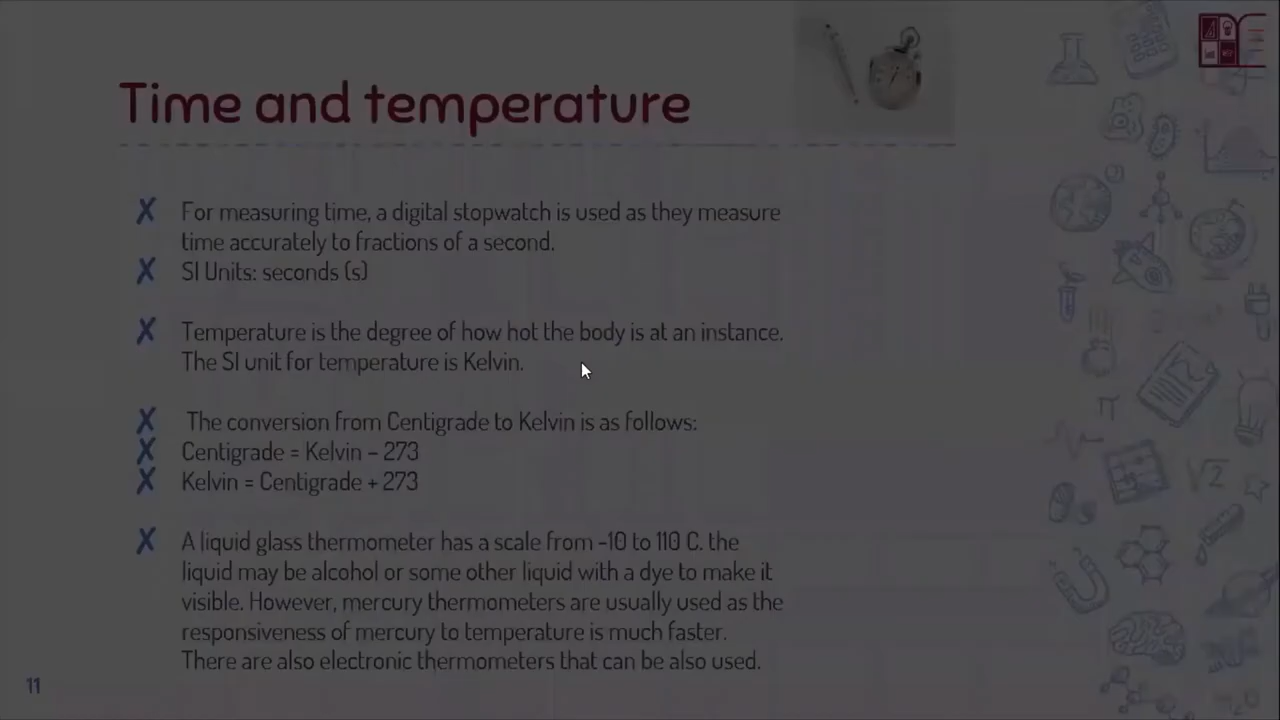 Time and temperature
For measuring time, a digital stopwatch is used as they measure
time accurately to fractions of a second.
SI Units: seconds (s)
Temperature is the degree of how hot the body is at an instance.
The SI unit for temperature is Kelvin.
The conversion from Centigrade to Kelvin is as follows:
Centigrade = Kelvin – 273
Kelvin = Centigrade + 273
A liquid glass thermometer has a scale from -10 to 110 C. the
liquid may be alcohol or some other liquid with a dye to make it
visible. However, mercury thermometers are usually used as the
responsiveness of mercury to temperature is much faster.
There are also electronic thermometers that can be also used.
11
π
√2